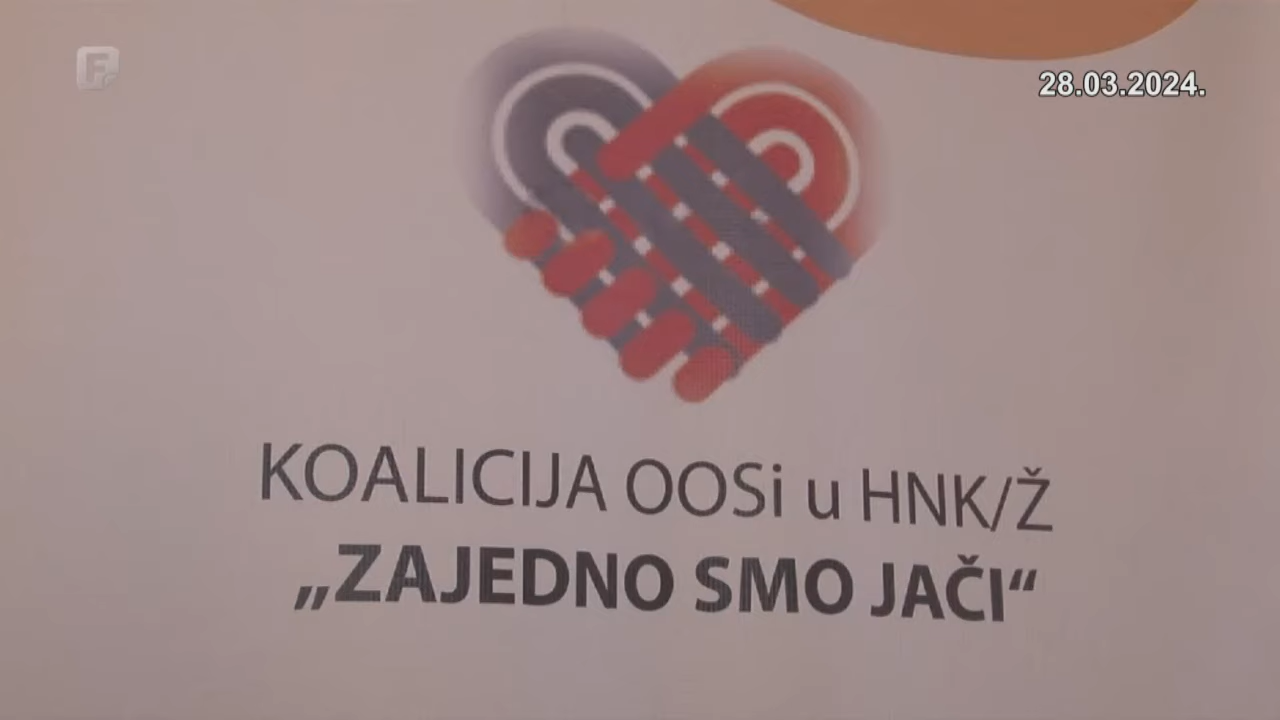 F
28.03.2024.
KOALICIJA OOSi u HNK/Ž
„ZAJEDNO SMO JAČI“